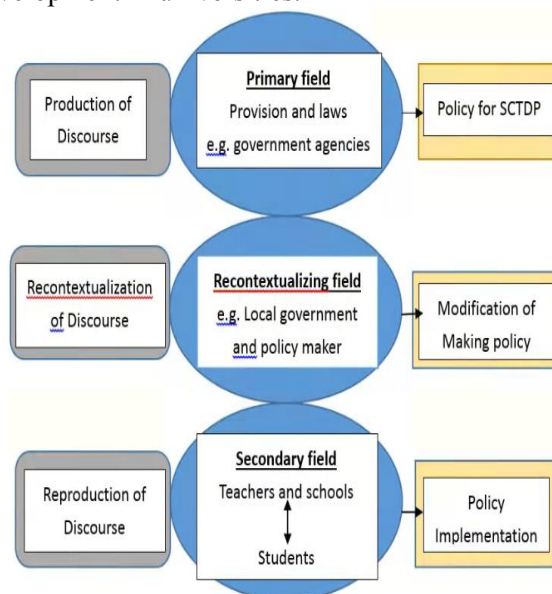 Production of
Discourse
Primary field
Provision and laws
e.g. government agencies
Policy for SCTDP
Recontextualization
of Discourse
Recontextualizing field
e.g. Local government
and policy maker
Modification of
Making policy
Reproduction of
Discourse
Secondary field
Teachers and schools
Students
Policy
Implementation